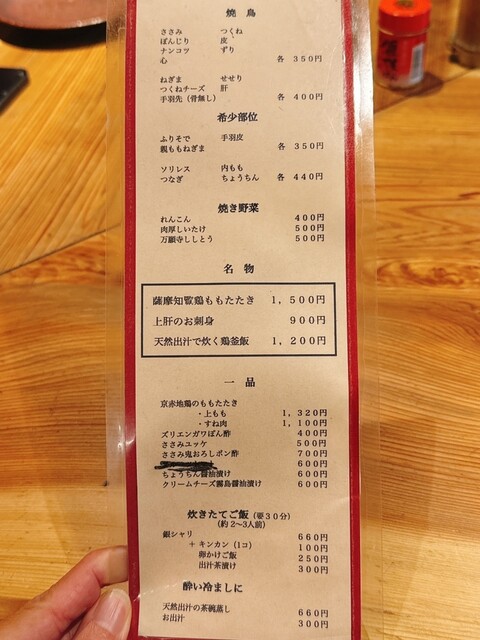 焼鳥
ささみ つくね
ぼんじり 皮
ナンコツ ずり
心 各 350円
ねぎま せせり
つくねチーズ 肝
手羽先(骨無し) 各 400円
希少部位
ふりそで 手羽皮
親ももねぎま 各 350円
ソリレス 内もも
つなぎ ちょうちん 各 440円
焼き野菜
れんこん 400円
肉厚しいたけ 500円
万願寺ししとう 500円
名物
薩摩知覧鶏ももたたき 1,500円
上肝のお刺身 900円
天然出汁で炊く鶏釜飯 1,200円
一品
京赤地鶏のももたたき
・上もも 1,320円
・すね肉 1,100円
ズリエンガワぽん酢 400円
ささみユッケ 500円
ささみ鬼おろしポン酢 700円
600円
ちょうちん醤油漬け 600円
クリームチーズ霧島醤油漬け 600円
炊きたてご飯(要30分)
(約2~3人前)
銀シャリ 660円
+ キンカン(1コ) 100円
卵かけご飯 250円
出汁茶漬け 300円
酔い冷ましに
天然出汁の茶碗蒸し 660円
お出汁 300円